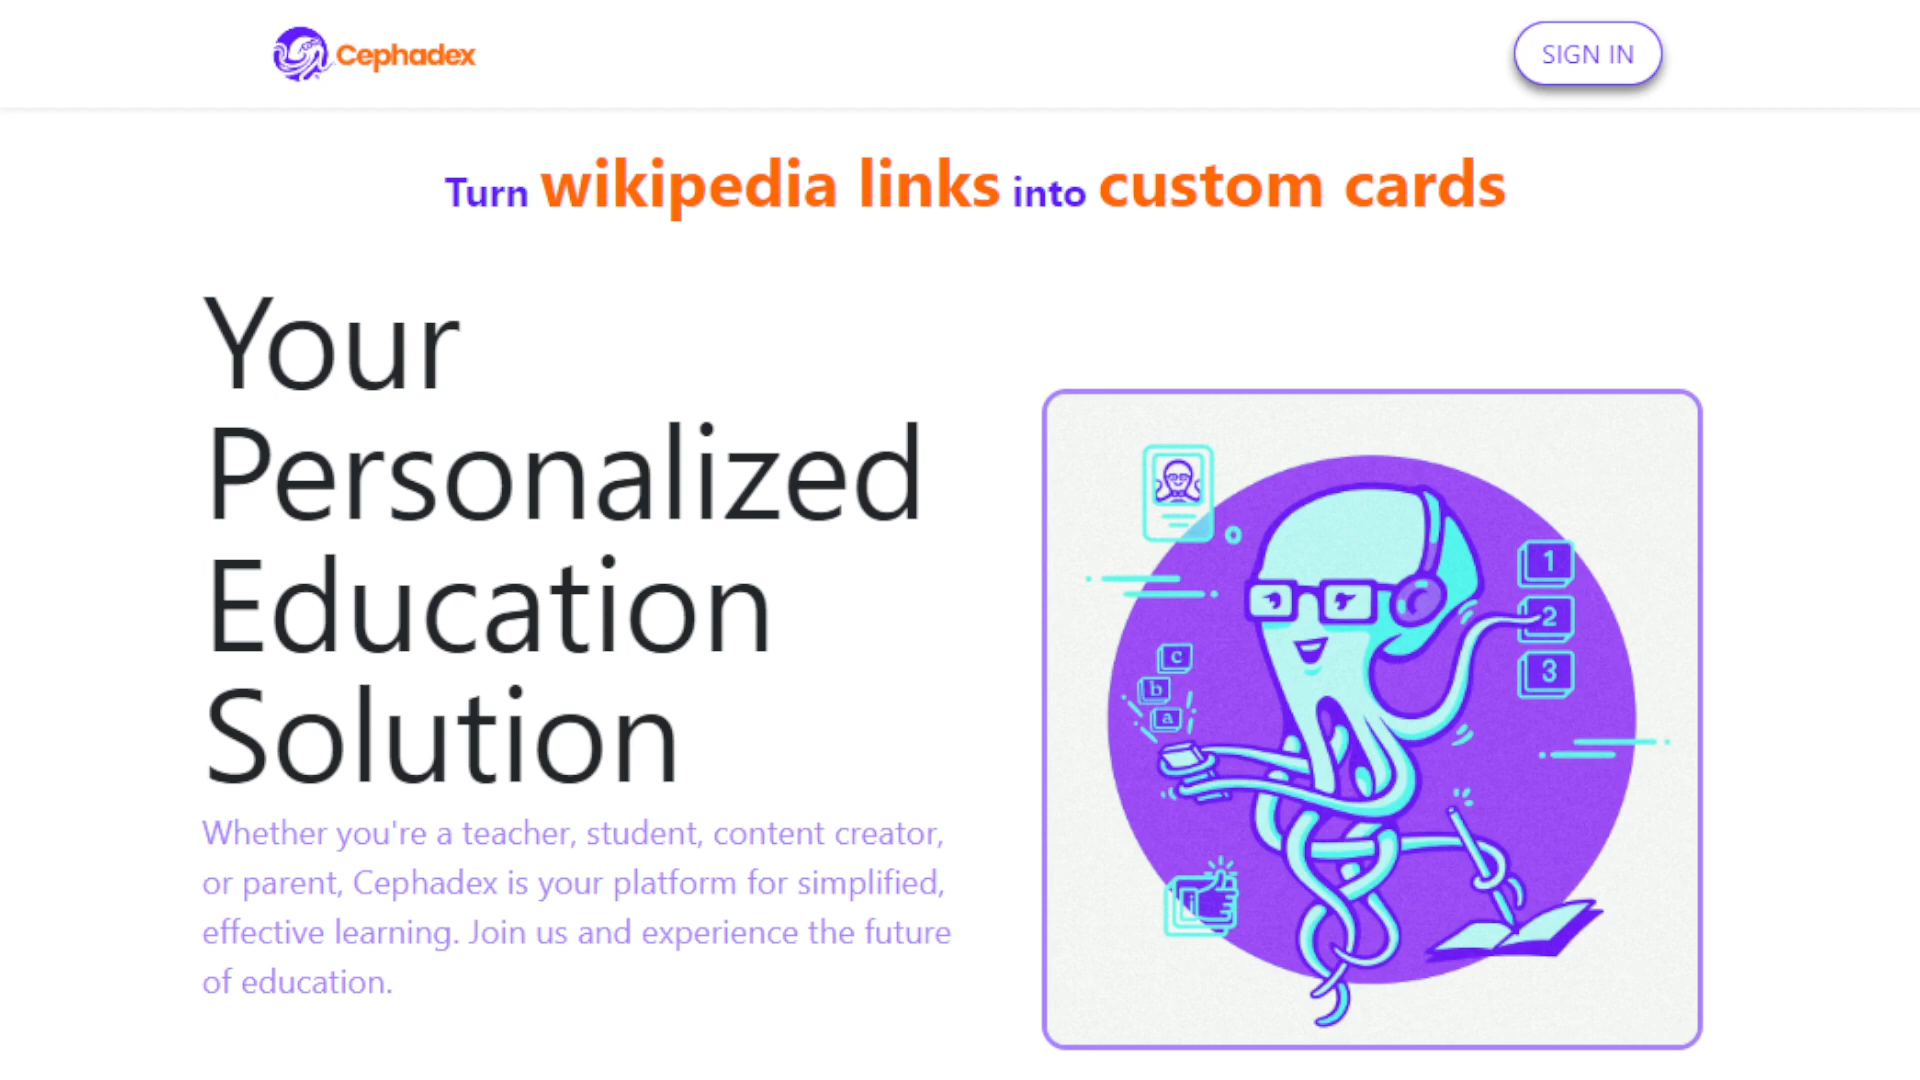 Cephadex
SIGN IN
Turn wikipedia links into custom cards
Your
Personalized
Education
Solution
Whether you're a teacher, student, content creator,
or parent, Cephadex is your platform for simplified,
effective learning. Join us and experience the future
of education.
1
2
3
c
b
a